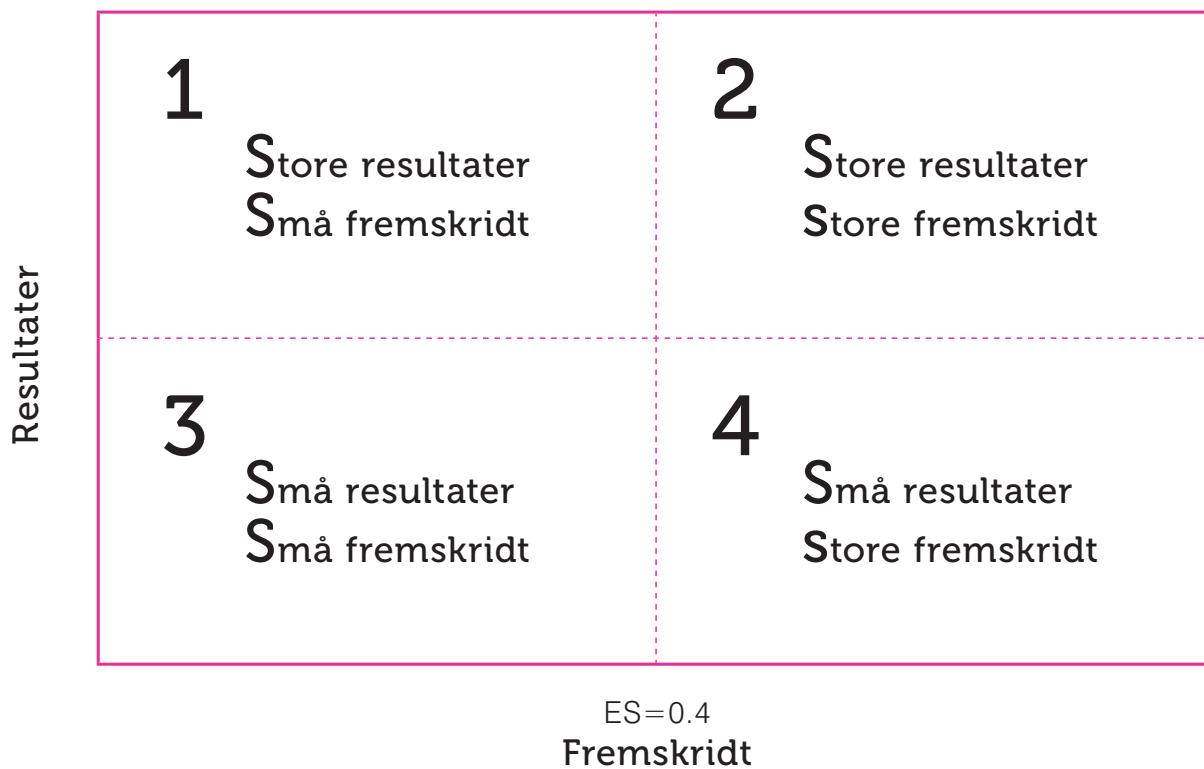 1
Store resultater
Små fremskridt
2
Store resultater
Store fremskridt
Resultater
3
Små resultater
Små fremskridt
4
Små resultater
Store fremskridt
ES=0.4
Fremskridt